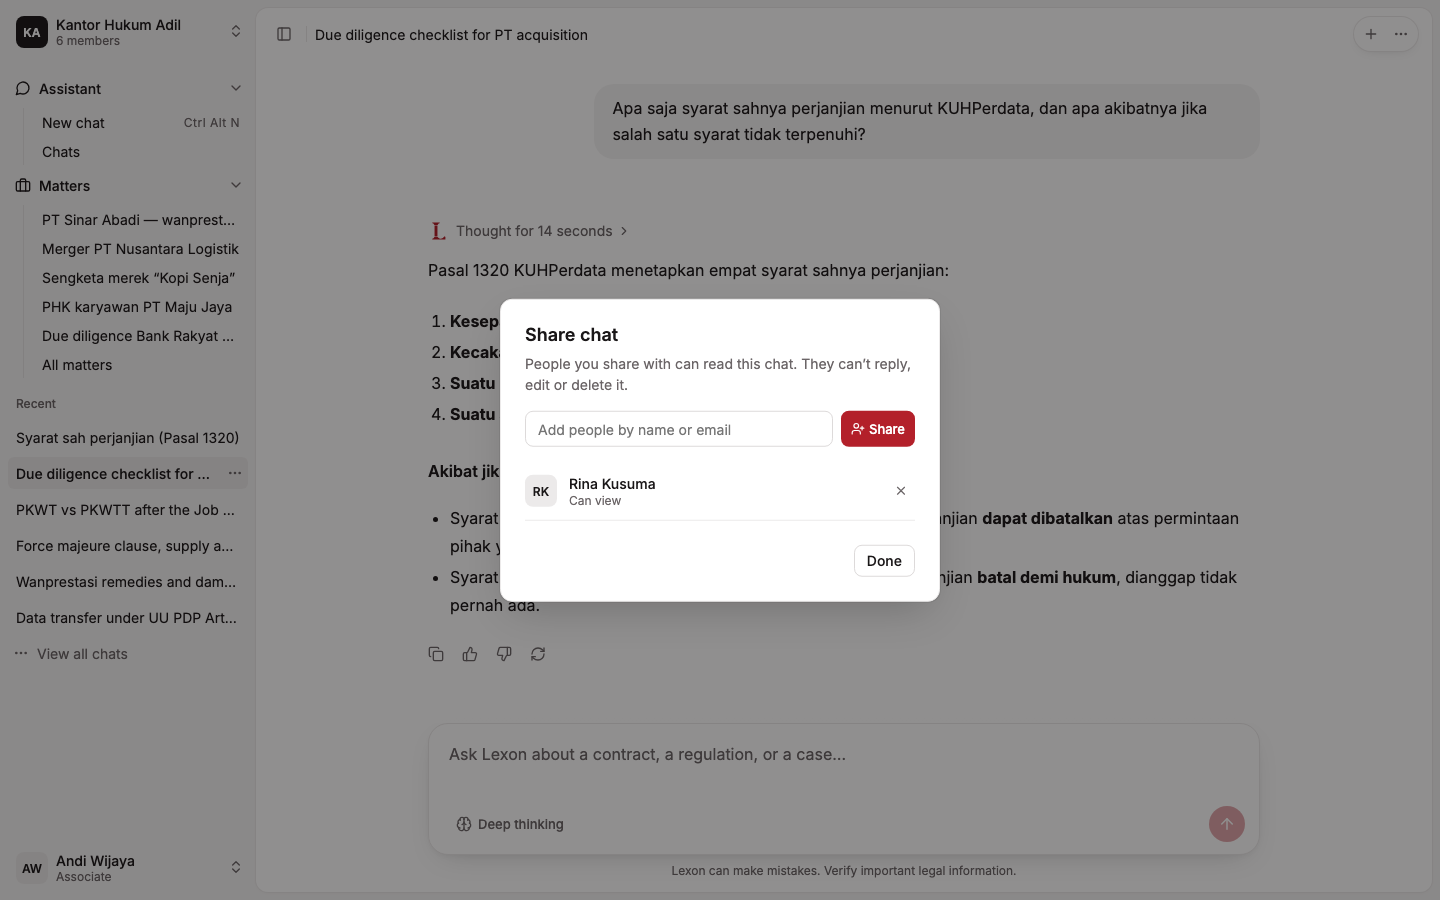 KA
Kantor Hukum Adil
6 members
Assistant
New chat
Ctrl Alt N
Chats
Matters
PT Sinar Abadi — wanprest...
Merger PT Nusantara Logistik
Sengketa merek “Kopi Senja”
PHK karyawan PT Maju Jaya
Due diligence Bank Rakyat ...
All matters
Recent
Syarat sah perjanjian (Pasal 1320)
Due diligence checklist for ...
PKWT vs PKWTT after the Job ...
Force majeure clause, supply a...
Wanprestasi remedies and dam...
Data transfer under UU PDP Art...
View all chats
AW
Andi Wijaya
Associate
Due diligence checklist for PT acquisition
Apa saja syarat sahnya perjanjian menurut KUHPerdata, dan apa akibatnya jika
salah satu syarat tidak terpenuhi?
Thought for 14 seconds
Pasal 1320 KUHPerdata menetapkan empat syarat sahnya perjanjian:
1.
2.
3. Suatu
4. Suatu
Akibat
Syarat
dapat dibatalkan atas permintaan
pihak
Syarat
batal demi hukum, dianggap tidak
pernah ada.
Share chat
People you share with can read this chat. They can’t reply,
edit or delete it.
Add people by name or email
Share
RK
Rina Kusuma
Can view
Done
Ask Lexon about a contract, a regulation, or a case...
Deep thinking
Lexon can make mistakes. Verify important legal information.